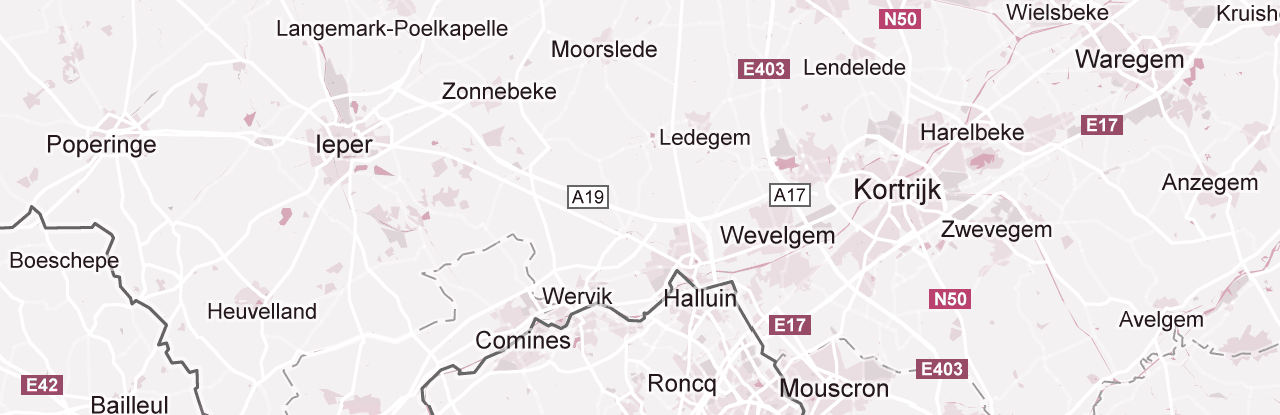 Wielsbeke
Kruish
N50
Langemark-Poelkapelle
Moorslede
Waregem
E403
Lendelede
Zonnebeke
E17
Harelbeke
Ledegem
Poperinge
Ieper
Anzegem
Kortrijk
A19
A17
Zwevegem
Wevelgem
Boeschepe
Wervik
Halluin
N50
Heuvelland
Avelgem
E17
Comines
E403
E42
Roncq
Mouscron
Bailleul